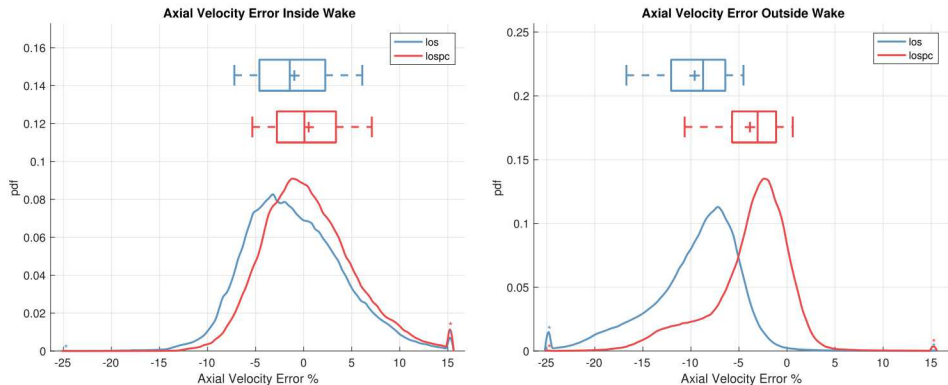 Axial Velocity Error Inside Wake
0.16
0.14
0.12
0.1
0.08
0.06
0.04
0.02
0
pdf
los
lospc
-25 -20 -15 -10 -5 0 5 10 15
Axial Velocity Error %
Axial Velocity Error Outside Wake
0.25
0.2
0.15
0.1
0.05
0
pdf
los
lospc
-25 -20 -15 -10 -5 0 5 10 15
Axial Velocity Error %